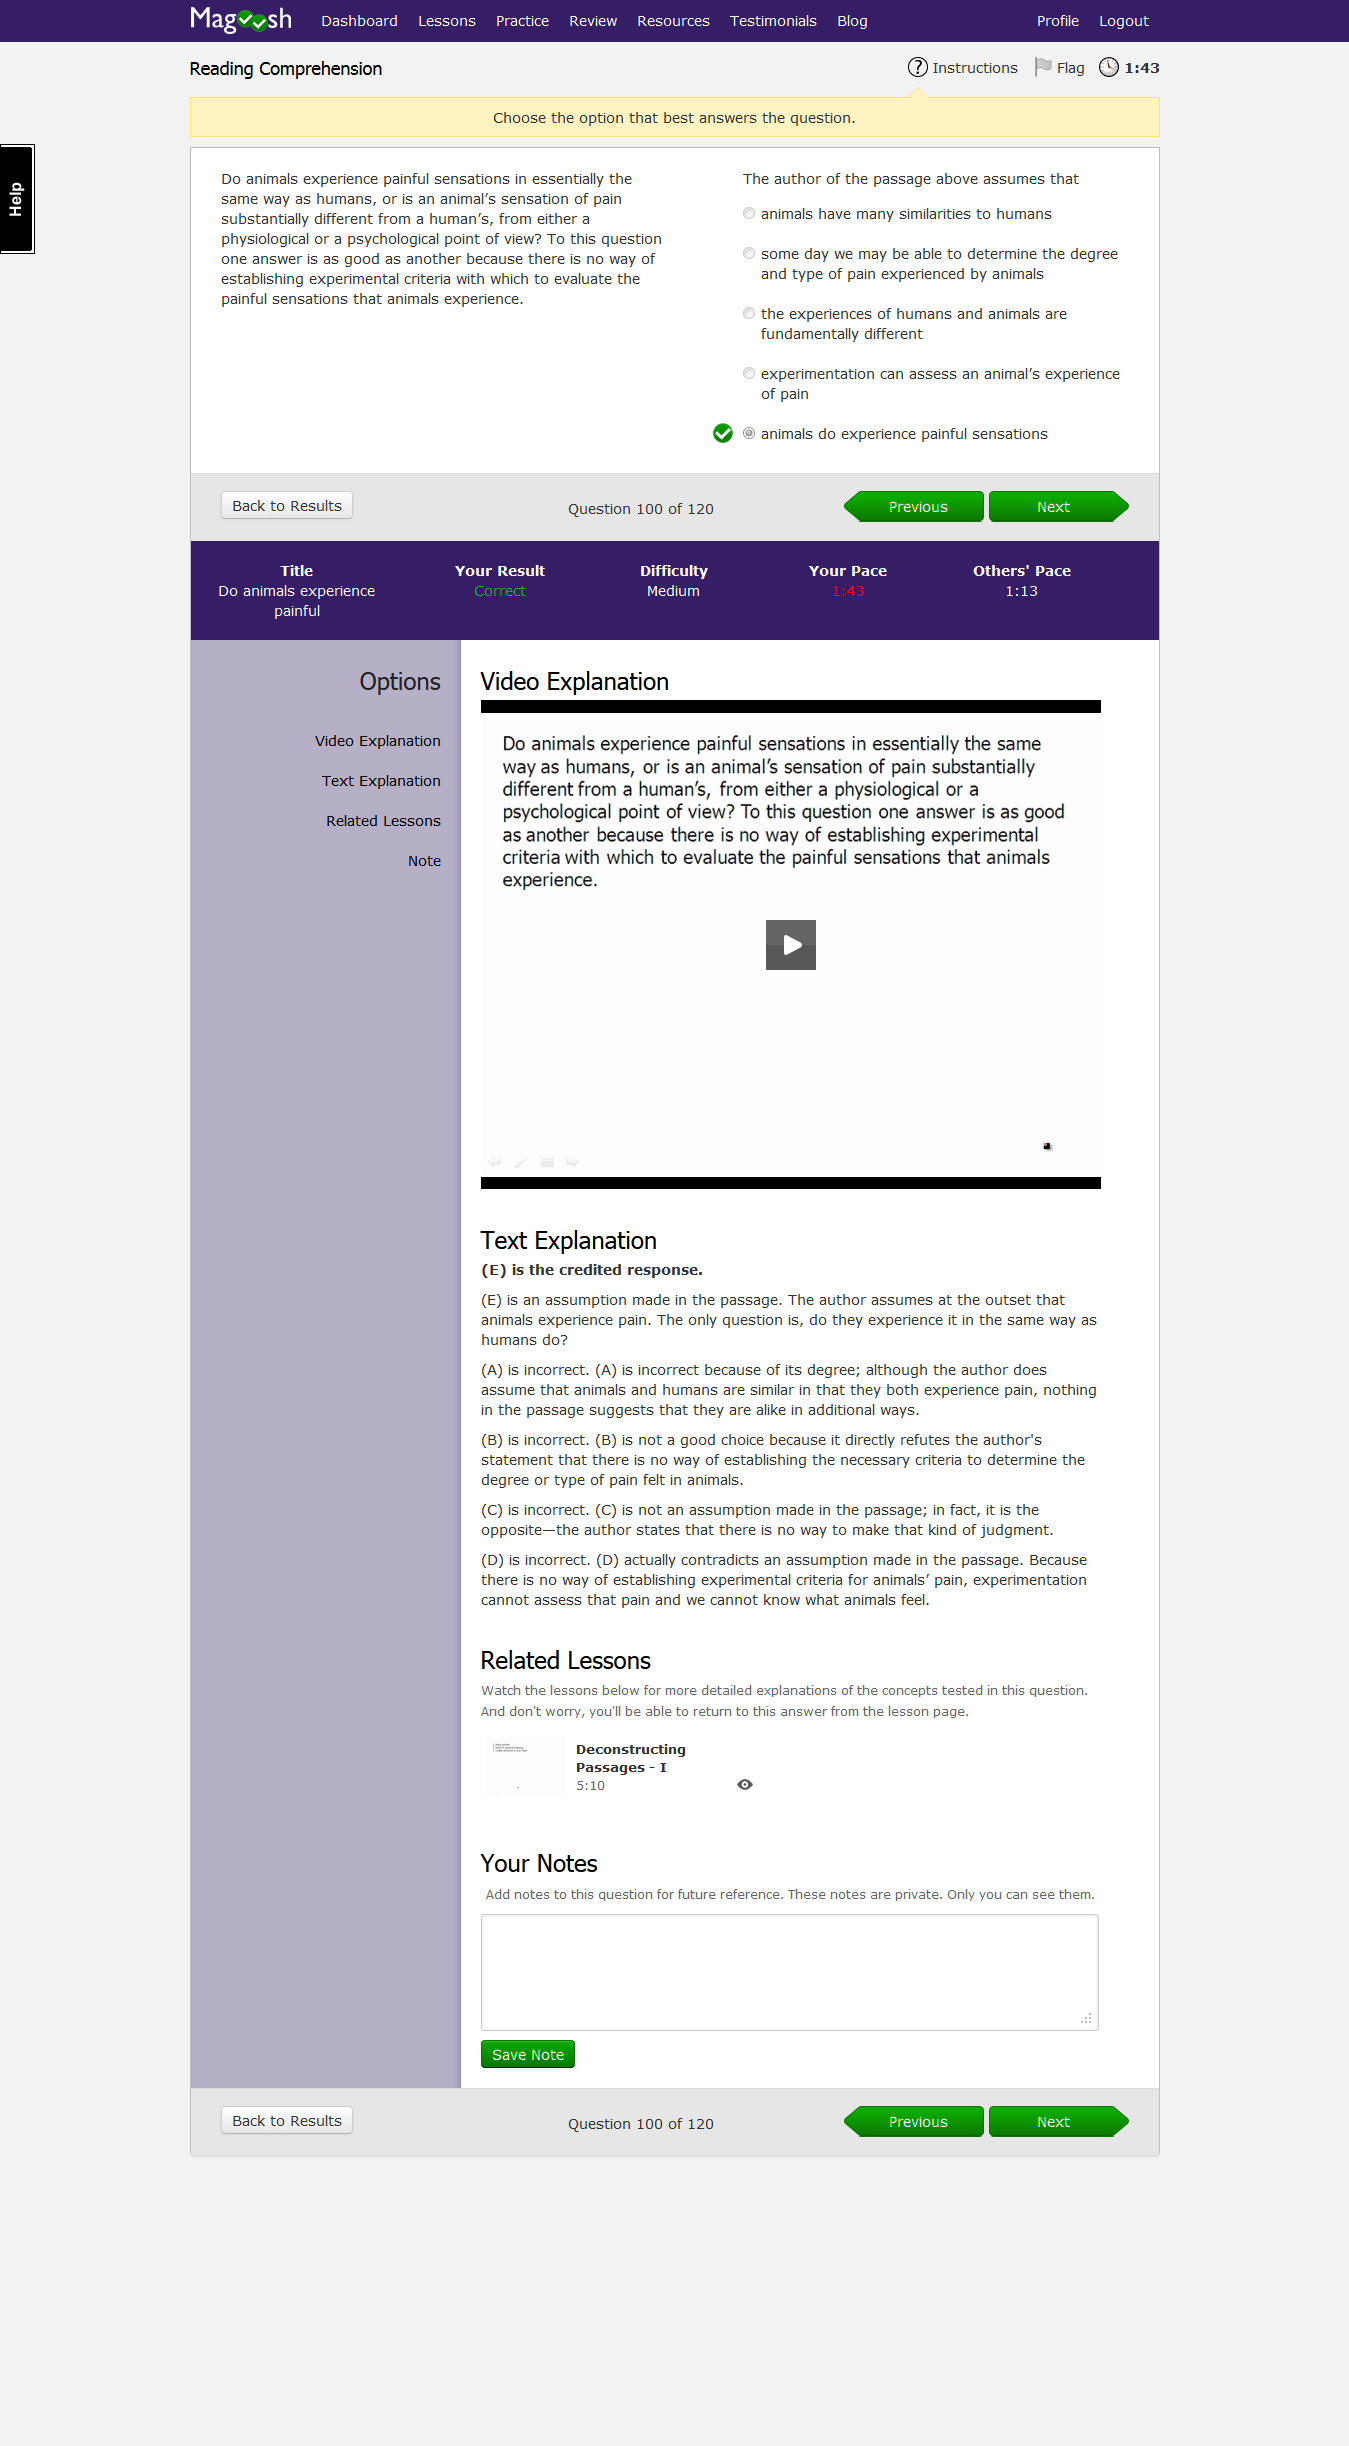 Magoosh Dashboard Lessons Practice Review Resources Testimonials Blog Profile Logout
Reading Comprehension
? Instructions Flag 1:43
Choose the option that best answers the question.
Help
Do animals experience painful sensations in essentially the
same way as humans, or is an animal’s sensation of pain
substantially different from a human’s, from either a
physiological or a psychological point of view? To this question
one answer is as good as another because there is no way of
establishing experimental criteria with which to evaluate the
painful sensations that animals experience.
The author of the passage above assumes that
animals have many similarities to humans
some day we may be able to determine the degree
and type of pain experienced by animals
the experiences of humans and animals are
fundamentally different
experimentation can assess an animal’s experience
of pain
animals do experience painful sensations
Back to Results Question 100 of 120 Previous Next
Title Your Result Difficulty Your Pace Others' Pace
Do animals experience Correct Medium 1:43 1:13
painful
Options
Video Explanation
Text Explanation
Related Lessons
Note
Video Explanation
Do animals experience painful sensations in essentially the same
way as humans, or is an animal’s sensation of pain substantially
different from a human’s, from either a physiological or a
psychological point of view? To this question one answer is as good
as another because there is no way of establishing experimental
criteria with which to evaluate the painful sensations that animals
experience.
Text Explanation
(E) is the credited response.
(E) is an assumption made in the passage. The author assumes at the outset that
animals experience pain. The only question is, do they experience it in the same way as
humans do?
(A) is incorrect. (A) is incorrect because of its degree; although the author does
assume that animals and humans are similar in that they both experience pain, nothing
in the passage suggests that they are alike in additional ways.
(B) is incorrect. (B) is not a good choice because it directly refutes the author's
statement that there is no way of establishing the necessary criteria to determine the
degree or type of pain felt in animals.
(C) is incorrect. (C) is not an assumption made in the passage; in fact, it is the
opposite—the author states that there is no way to make that kind of judgment.
(D) is incorrect. (D) actually contradicts an assumption made in the passage. Because
there is no way of establishing experimental criteria for animals’ pain, experimentation
cannot assess that pain and we cannot know what animals feel.
Related Lessons
Watch the lessons below for more detailed explanations of the concepts tested in this question.
And don't worry, you'll be able to return to this answer from the lesson page.
Deconstructing
Passages - I
5:10
Your Notes
Add notes to this question for future reference. These notes are private. Only you can see them.
Save Note
Back to Results Question 100 of 120 Previous Next